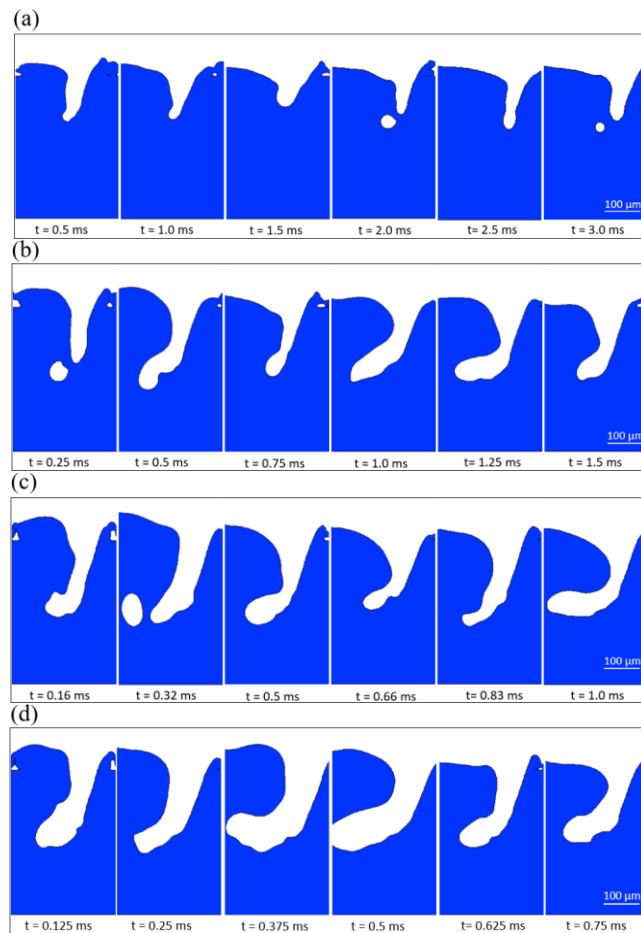 (a)
100 µm
t = 0.5 ms t = 1.0 ms t = 1.5 ms t = 2.0 ms t = 2.5 ms t = 3.0 ms
(b)
100 µm
t = 0.25 ms t = 0.5 ms t = 0.75 ms t = 1.0 ms t = 1.25 ms t = 1.5 ms
(c)
100 µm
t = 0.16 ms t = 0.32 ms t = 0.5 ms t = 0.66 ms t= 0.83 ms t = 1.0 ms
(d)
100 µm
t = 0.125 ms t = 0.25 ms t = 0.375 ms t = 0.5 ms t = 0.625 ms t = 0.75 ms